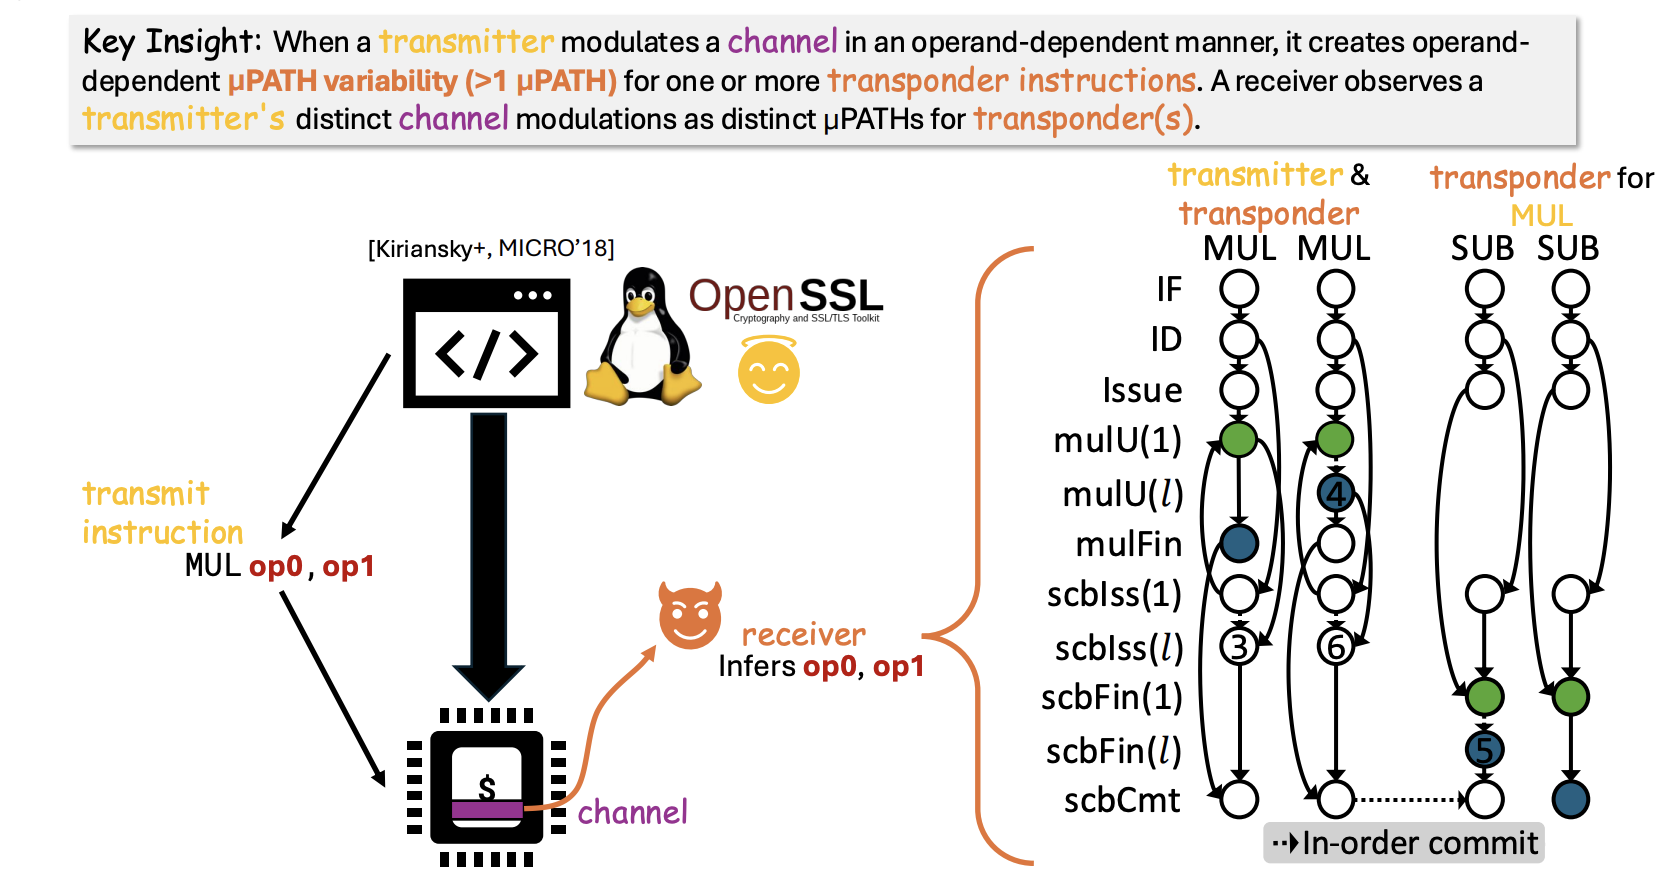 Key Insight: When a transmitter modulates a channel in an operand-dependent manner, it creates operand-
dependent µPATH variability (>1 µPATH) for one or more transponder instructions. A receiver observes a
transmitter's distinct channel modulations as distinct µPATHs for transponder(s).
[Kiriansky+, MICRO’18]
</>
OpenSSL
Cryptography and SSL/TLS Toolkit
transmit
instruction
MUL op0, op1
$
channel
receiver
Infers op0, op1
transmitter &
transponder
MUL MUL
transponder for
MUL
SUB SUB
IF
ID
Issue
mulU(1)
mulU(l) 4
mulFin
scbIss(1)
scbIss(l) 3 6
scbFin(1)
scbFin(l) 5
scbCmt
In-order commit